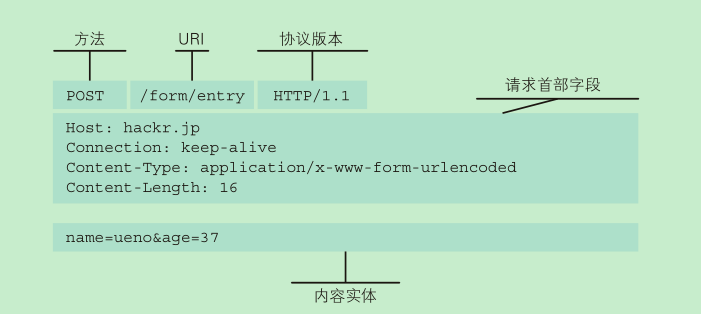 方法 URI 协议版本
POST /form/entry HTTP/1.1
请求首部字段
Host: hackr.jp
Connection: keep-alive
Content-Type: application/x-www-form-urlencoded
Content-Length: 16
name=ueno&age=37
内容实体